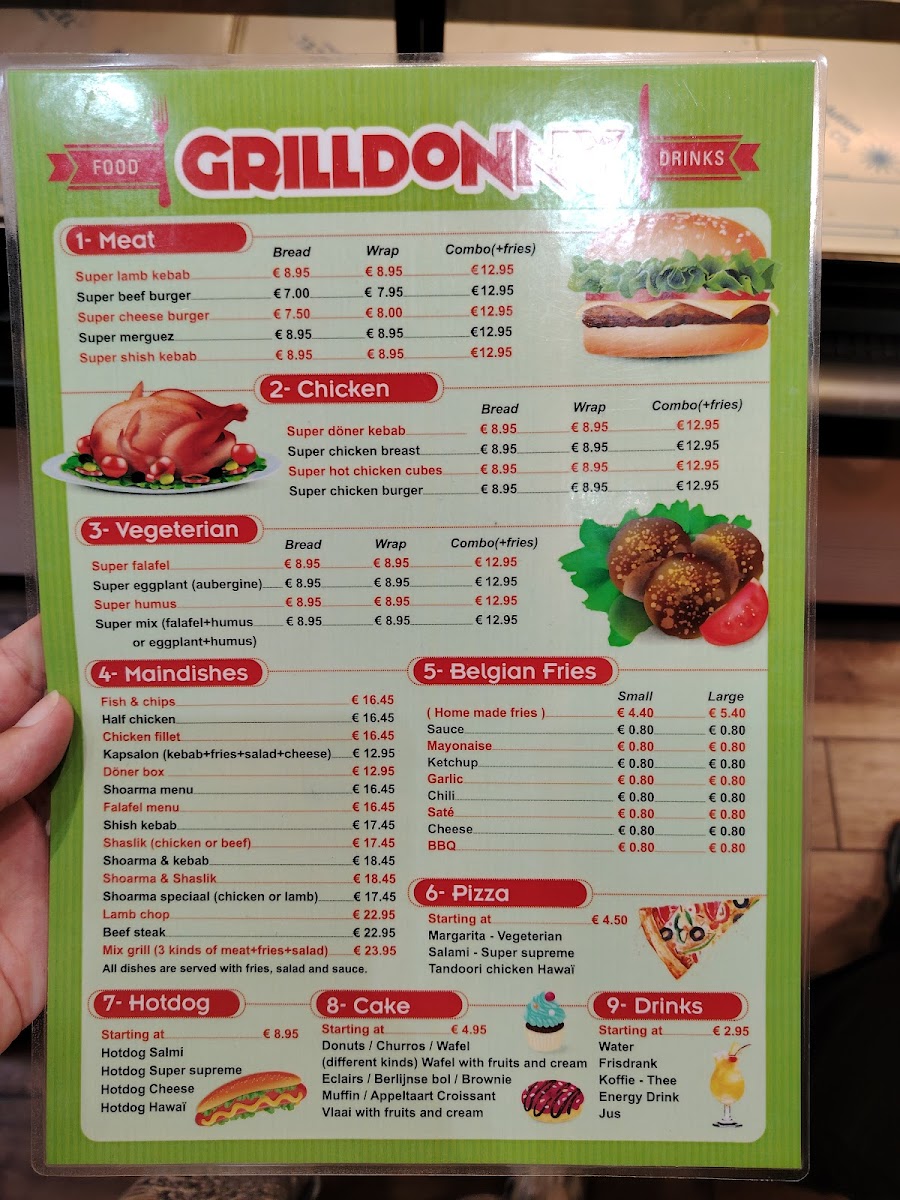 FOOD
GRILLDONNY
DRINKS
1- Meat
Bread Wrap Combo(+fries)
Super lamb kebab € 8.95 € 8.95 €12.95
Super beef burger € 7.00 € 7.95 €12.95
Super cheese burger € 7.50 € 8.00 €12.95
Super merguez € 8.95 € 8.95 €12.95
Super shish kebab € 8.95 € 8.95 €12.95
2- Chicken
Bread Wrap Combo(+fries)
Super döner kebab € 8.95 € 8.95 €12.95
Super chicken breast € 8.95 € 8.95 €12.95
Super hot chicken cubes € 8.95 € 8.95 €12.95
Super chicken burger € 8.95 € 8.95 €12.95
3- Vegeterian
Bread Wrap Combo(+fries)
Super falafel € 8.95 € 8.95 € 12.95
Super eggplant (aubergine) € 8.95 € 8.95 € 12.95
Super humus € 8.95 € 8.95 € 12.95
Super mix (falafel+humus € 8.95 € 8.95 € 12.95
or eggplant+humus)
4- Maindishes
Fish & chips € 16.45
Half chicken € 16.45
Chicken fillet € 16.45
Kapsalon (kebab+fries+salad+cheese) € 12.95
Döner box € 12.95
Shoarma menu € 16.45
Falafel menu € 16.45
Shish kebab € 17.45
Shaslik (chicken or beef) € 17.45
Shoarma & kebab € 18.45
Shoarma & Shaslik € 18.45
Shoarma speciaal (chicken or lamb) € 17.45
Lamb chop € 22.95
Beef steak € 22.95
Mix grill (3 kinds of meat+fries+salad) € 23.95
All dishes are served with fries, salad and sauce.
5- Belgian Fries
Small Large
( Home made fries ) € 4.40 € 5.40
Sauce € 0.80 € 0.80
Mayonaise € 0.80 € 0.80
Ketchup € 0.80 € 0.80
Garlic € 0.80 € 0.80
Chili € 0.80 € 0.80
Saté € 0.80 € 0.80
Cheese € 0.80 € 0.80
BBQ € 0.80 € 0.80
6- Pizza
Starting at € 4.50
Margarita - Vegeterian
Salami - Super supreme
Tandoori chicken Hawaï
7- Hotdog
Starting at € 8.95
Hotdog Salmi
Hotdog Super supreme
Hotdog Cheese
Hotdog Hawaï
8- Cake
Starting at € 4.95
Donuts / Churros / Wafel
(different kinds) Wafel with fruits and cream
Eclairs / Berlijnse bol / Brownie
Muffin / Appeltaart Croissant
Vlaai with fruits and cream
9- Drinks
Starting at € 2.95
Water
Frisdrank
Koffie - Thee
Energy Drink
Jus